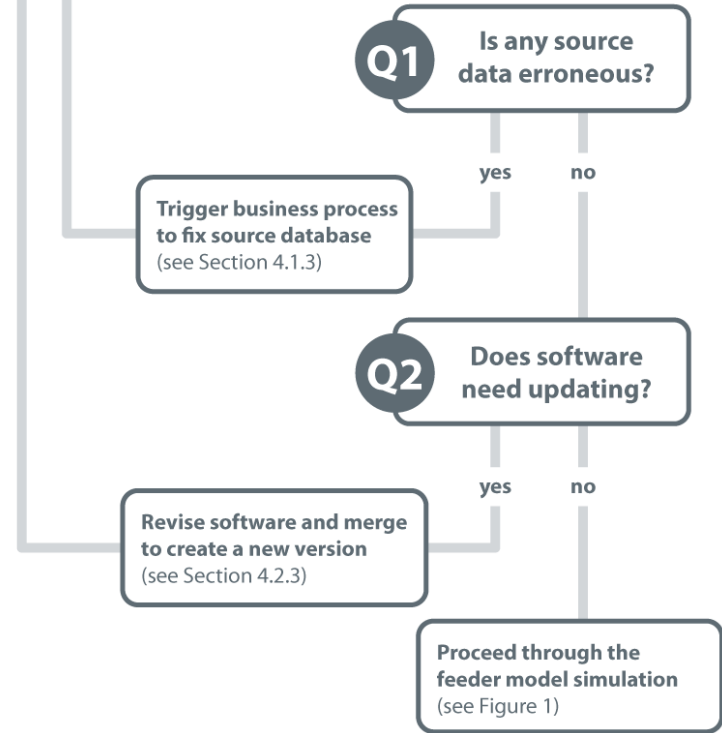 Q1
Is any source
data erroneous?
yes
no
Trigger business process
to fix source database
(see Section 4.1.3)
Q2
Does software
need updating?
yes
no
Revise software and merge
to create a new version
(see Section 4.2.3)
Proceed through the
feeder model simulation
(see Figure 1)